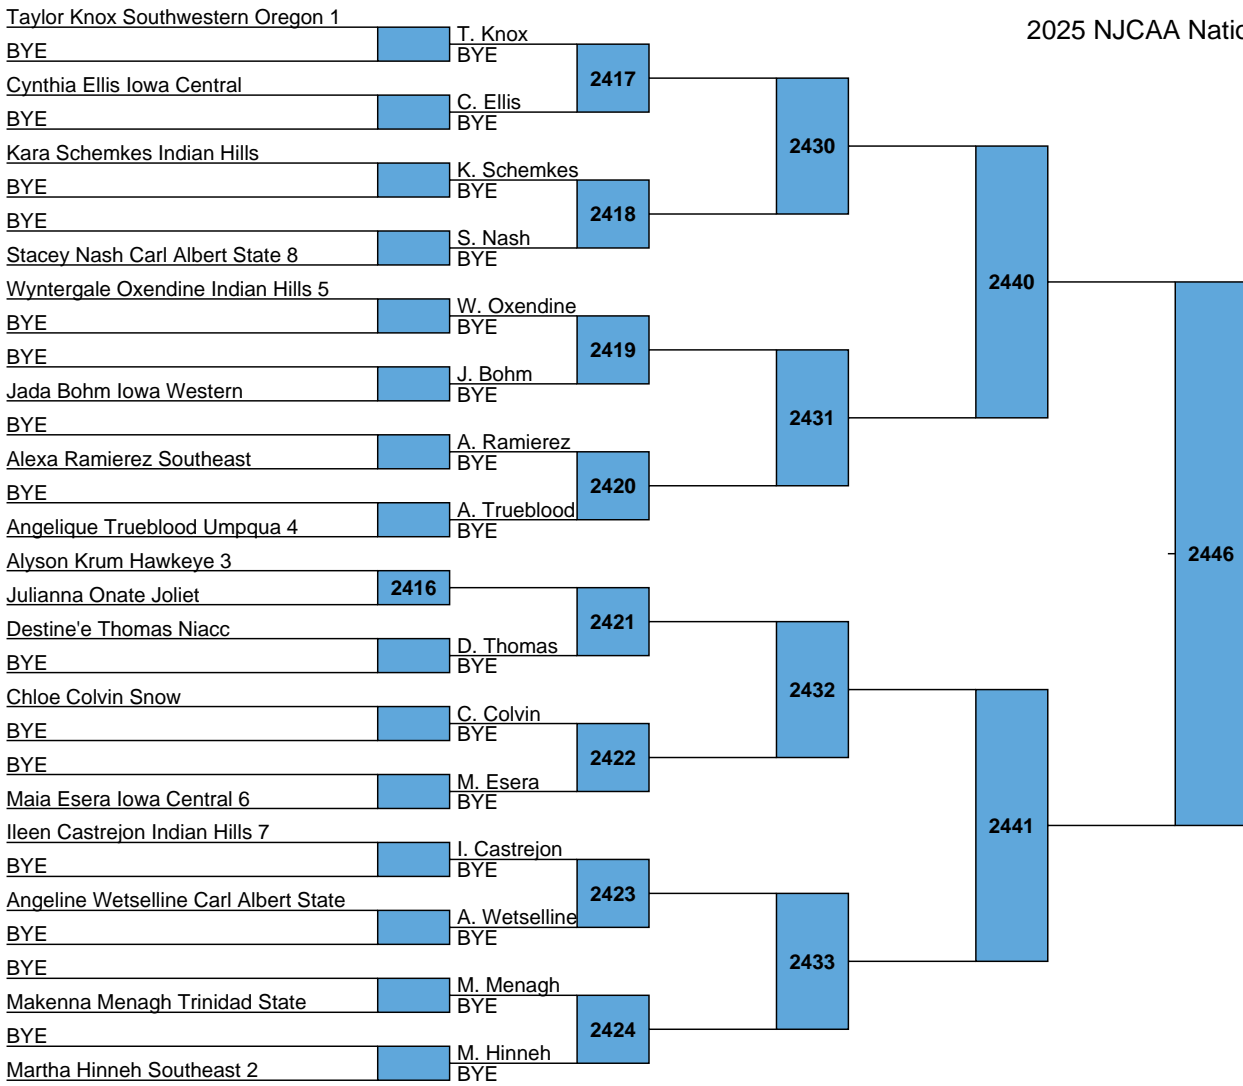 Taylor Knox Southwestern Oregon 1
2025 NJCAA Natio
T. Knox
BYE
BYE
2417
Cynthia Ellis Iowa Central
C. Ellis
BYE
BYE
2430
Kara Schemkes Indian Hills
K. Schemkes
BYE
BYE
2418
BYE
S. Nash
Stacey Nash Carl Albert State 8
BYE
2440
Wyntergale Oxendine Indian Hills 5
W. Oxendine
BYE
BYE
2419
BYE
J. Bohm
Jada Bohm Iowa Western
BYE
2431
BYE
A. Ramierez
Alexa Ramierez Southeast
BYE
2420
BYE
A. Trueblood
Angelique Trueblood Umpqua 4
BYE
2446
Alyson Krum Hawkeye 3
2416
Julianna Onate Joliet
2421
Destine'e Thomas Niacc
D. Thomas
BYE
BYE
2432
Chloe Colvin Snow
C. Colvin
BYE
BYE
2422
BYE
M. Esera
Maia Esera Iowa Central 6
BYE
2441
Ileen Castrejon Indian Hills 7
I. Castrejon
BYE
BYE
2423
Angeline Wetselline Carl Albert State
A. Wetselline
BYE
BYE
2433
BYE
M. Menagh
Makenna Menagh Trinidad State
BYE
2424
BYE
M. Hinneh
Martha Hinneh Southeast 2
BYE